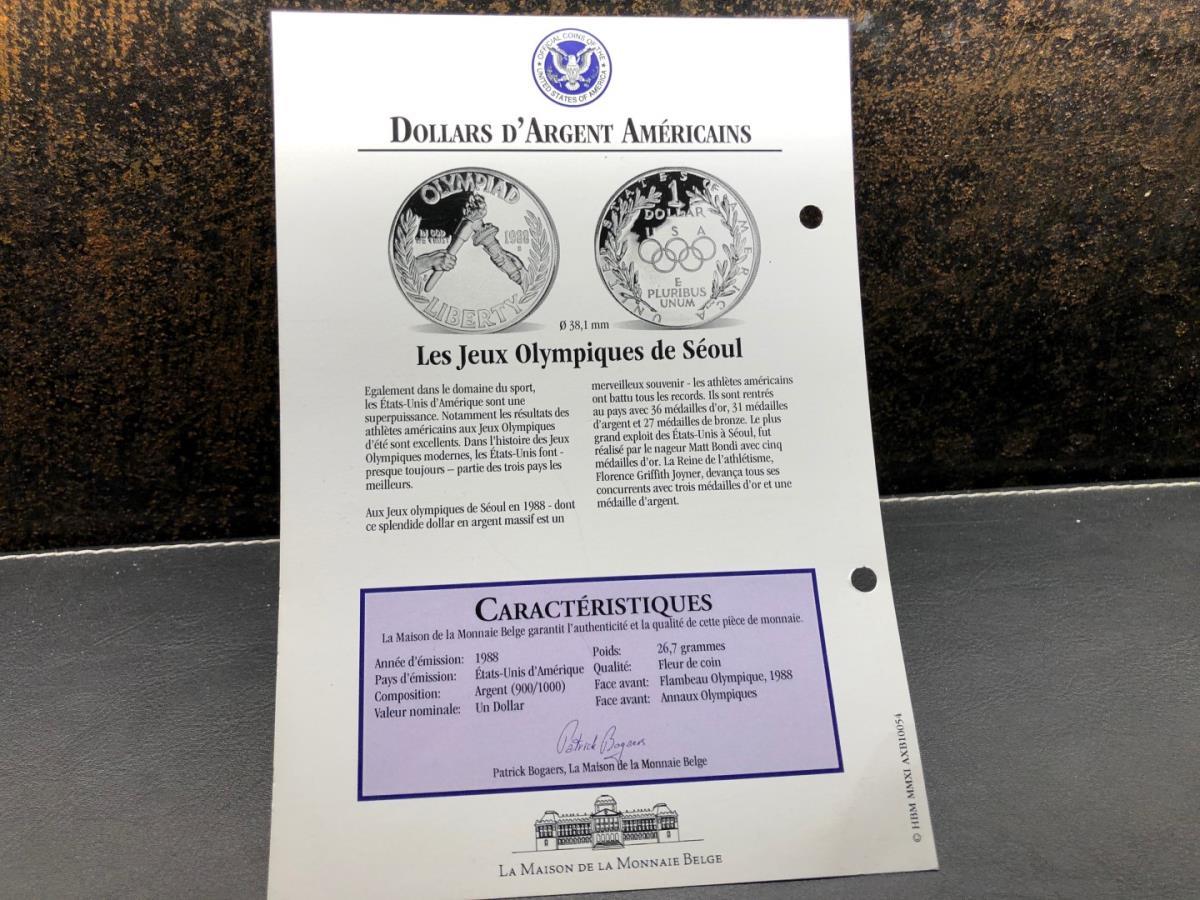 OFFICIAL COINS OF THE
UNITED STATES OF AMERICA
DOLLARS D'ARGENT AMÉRICAINS
OLYMPIAD
IN GOD
WE TRUST
1988
S
LIBERTY
UNITED STATES OF AMERICA
1
DOLLAR
USA
E
PLURIBUS
UNUM
Ø 38,1 mm
Les Jeux Olympiques de Séoul
Egalement dans le domaine du sport,
les États-Unis d'Amérique sont une
superpuissance. Notamment les résultats des
athlètes américains aux Jeux Olympiques
d'été sont excellents. Dans l'histoire des Jeux
Olympiques modernes, les États-Unis font -
presque toujours – partie des trois pays les
meilleurs.
Aux Jeux olympiques de Séoul en 1988 - dont
ce splendide dollar en argent massif est un
merveilleux souvenir - les athlètes américains
ont battu tous les records. Ils sont rentrés
au pays avec 36 médailles d'or, 31 médailles
d'argent et 27 médailles de bronze. Le plus
grand exploit des États-Unis à Séoul, fut
réalisé par le nageur Matt Bondi avec cinq
médailles d'or. La Reine de l'athlétisme,
Florence Griffith Joyner, devança tous ses
concurrents avec trois médailles d'or et une
médaille d'argent.
CARACTÉRISTIQUES
La Maison de la Monnaie Belge garantit l'authenticité et la qualité de cette pièce de monnaie.
Année d'émission: 1988
Pays d'émission: États-Unis d'Amérique
Composition: Argent (900/1000)
Valeur nominale: Un Dollar
Poids: 26,7 grammes
Qualité: Fleur de coin
Face avant: Flambeau Olympique, 1988
Face avant: Annaux Olympiques
Patrick Bogaers
Patrick Bogaers, La Maison de la Monnaie Belge
LA MAISON DE LA MONNAIE BELGE
© HBM MMXI AXB10054